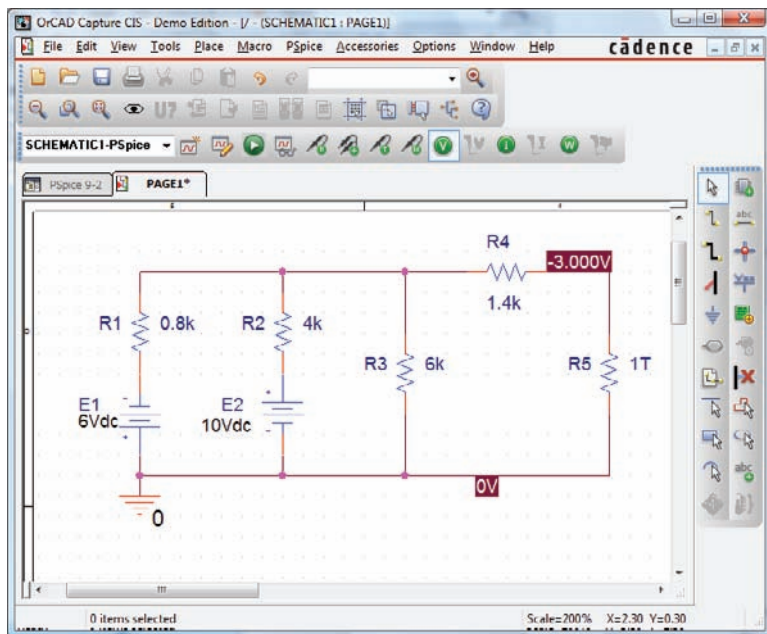 OrCAD Capture CIS - Demo Edition - [/ - (SCHEMATIC1 : PAGE1)]
File Edit View Tools Place Macro PSpice Accessories Options Window Help
cādence
U?
SCHEMATIC1-PSpice
V
I
W
PSpice 9-2
PAGE1*
abc
R4
-3.000V
1.4k
R1
0.8k
R2
4k
R3
6k
R5
1T
E1
6Vdc
E2
10Vdc
0V
0
0 items selected
Scale=200% X=2.30 Y=0.30